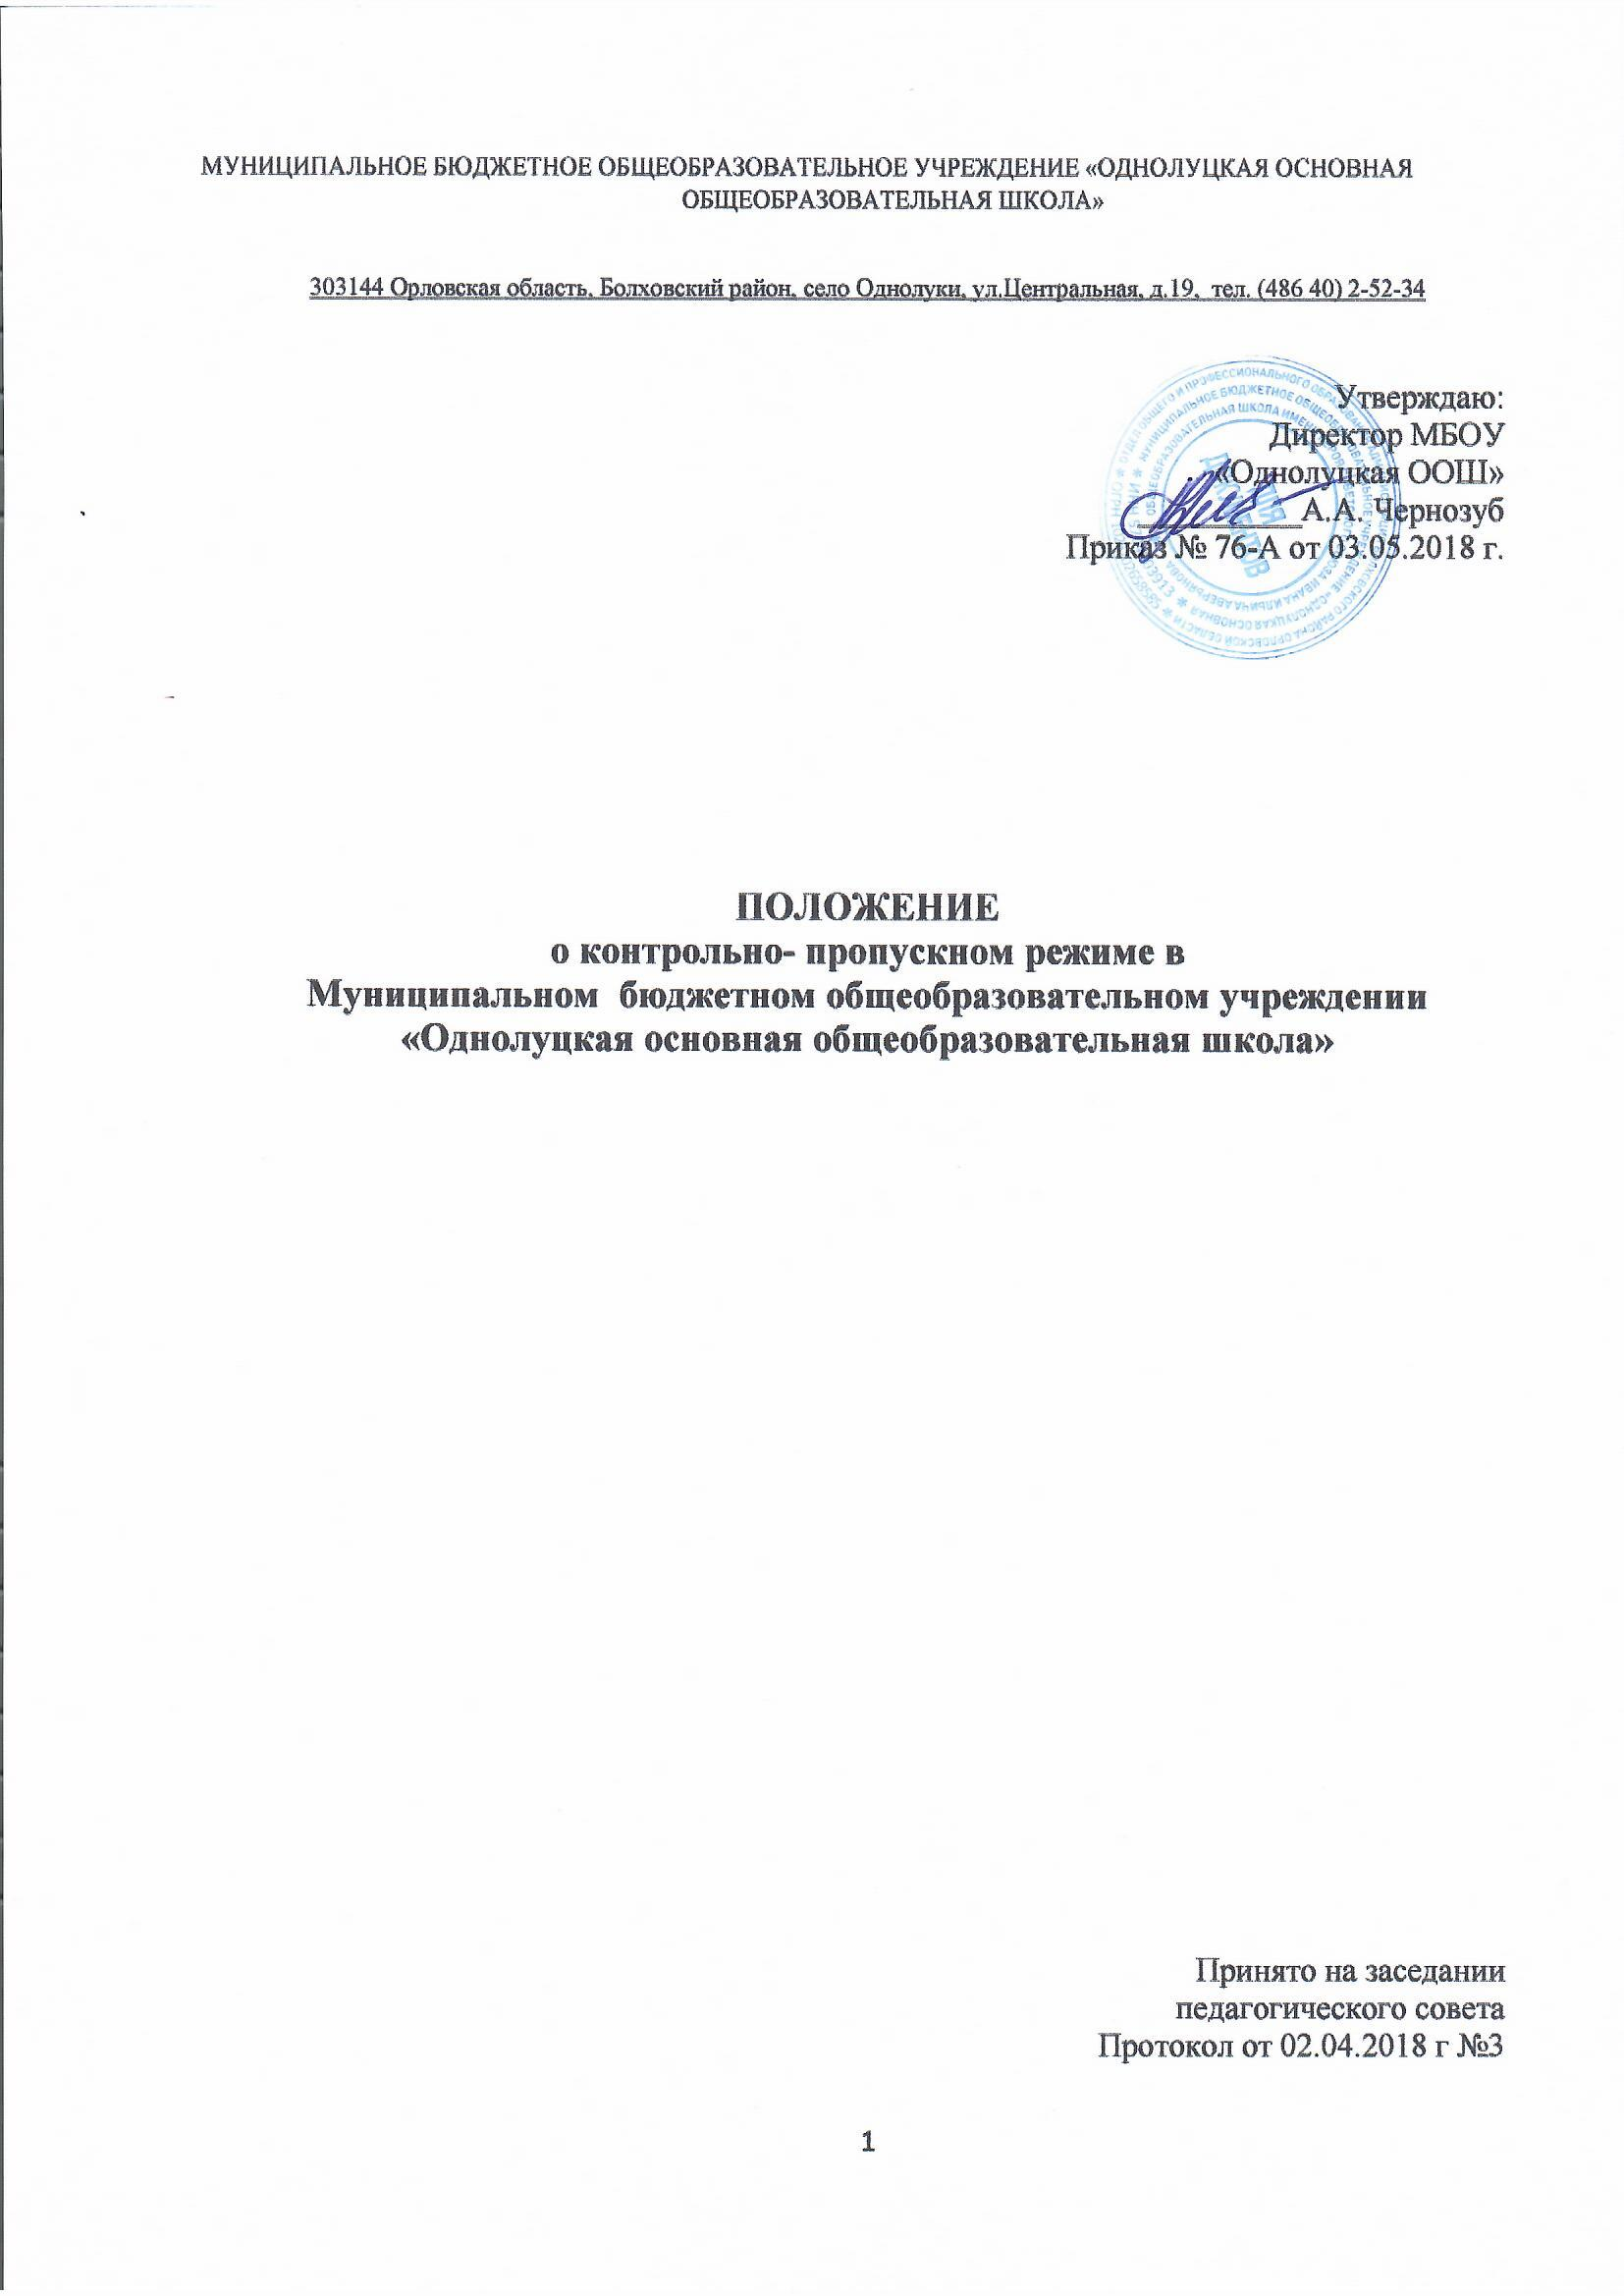 МУНИЦИПАЛЬНОЕ БЮДЖЕТНОЕ ОБЩЕОБРАЗОВАТЕЛЬНОЕ УЧРЕЖДЕНИЕ «ОДНОЛУЦКАЯ ОСНОВНАЯ
ОБЩЕОБРАЗОВАТЕЛЬНАЯ ШКОЛА»
303144 Орловская область, Болховский район, село Однолуки, ул.Центральная, д.19, тел. (486 40) 2-52-34
Утверждаю:
Директор МБОУ
«Однолуцкая ООШ»
__________А.А. Чернозуб
Приказ № 76-А от 03.05.2018 г.
ДЛЯ
ДОКУМЕНТОВ
ПОЛОЖЕНИЕ
о контрольно- пропускном режиме в
Муниципальном  бюджетном общеобразовательном учреждении
«Однолуцкая основная общеобразовательная школа»
Принято на заседании
педагогического совета
Протокол от 02.04.2018 г №3
1